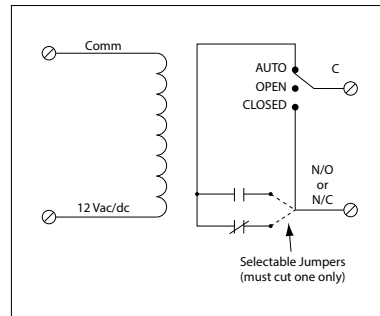 Comm
AUTO
C
OPEN
CLOSED
N/O
or
N/C
12 Vac/dc
Selectable Jumpers
(must cut one only)